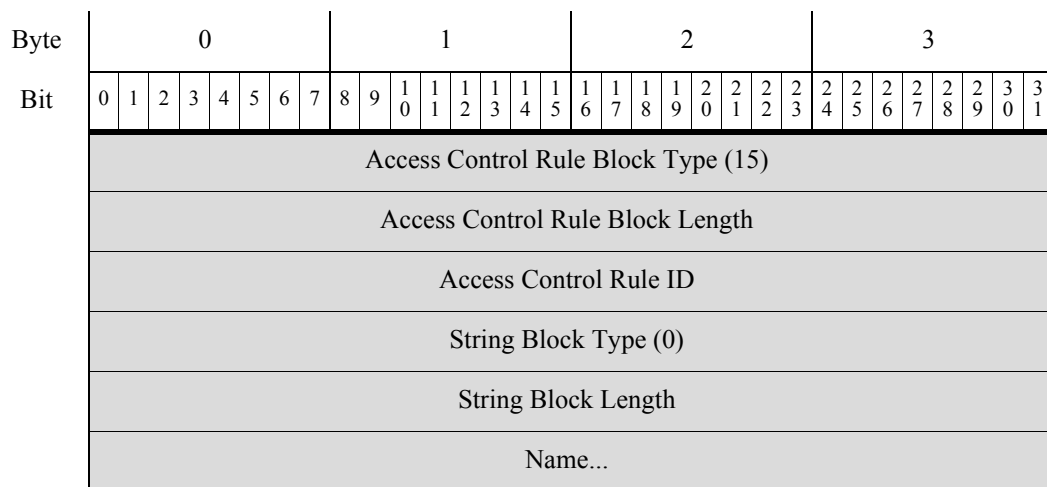 Byte 0 1 2 3
Bit 0 1 2 3 4 5 6 7 8 9 10 11 12 13 14 15 16 17 18 19 20 21 22 23 24 25 26 27 28 29 30 31
Access Control Rule Block Type (15)
Access Control Rule Block Length
Access Control Rule ID
String Block Type (0)
String Block Length
Name...